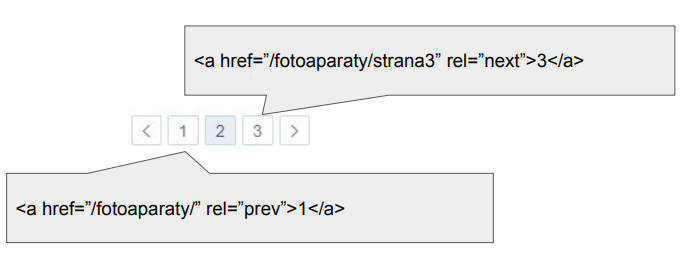 <a href=”/fotoaparaty/strana3” rel=”next”>3</a>
< 1 2 3 >
<a href=”/fotoaparaty/” rel=”prev”>1</a>